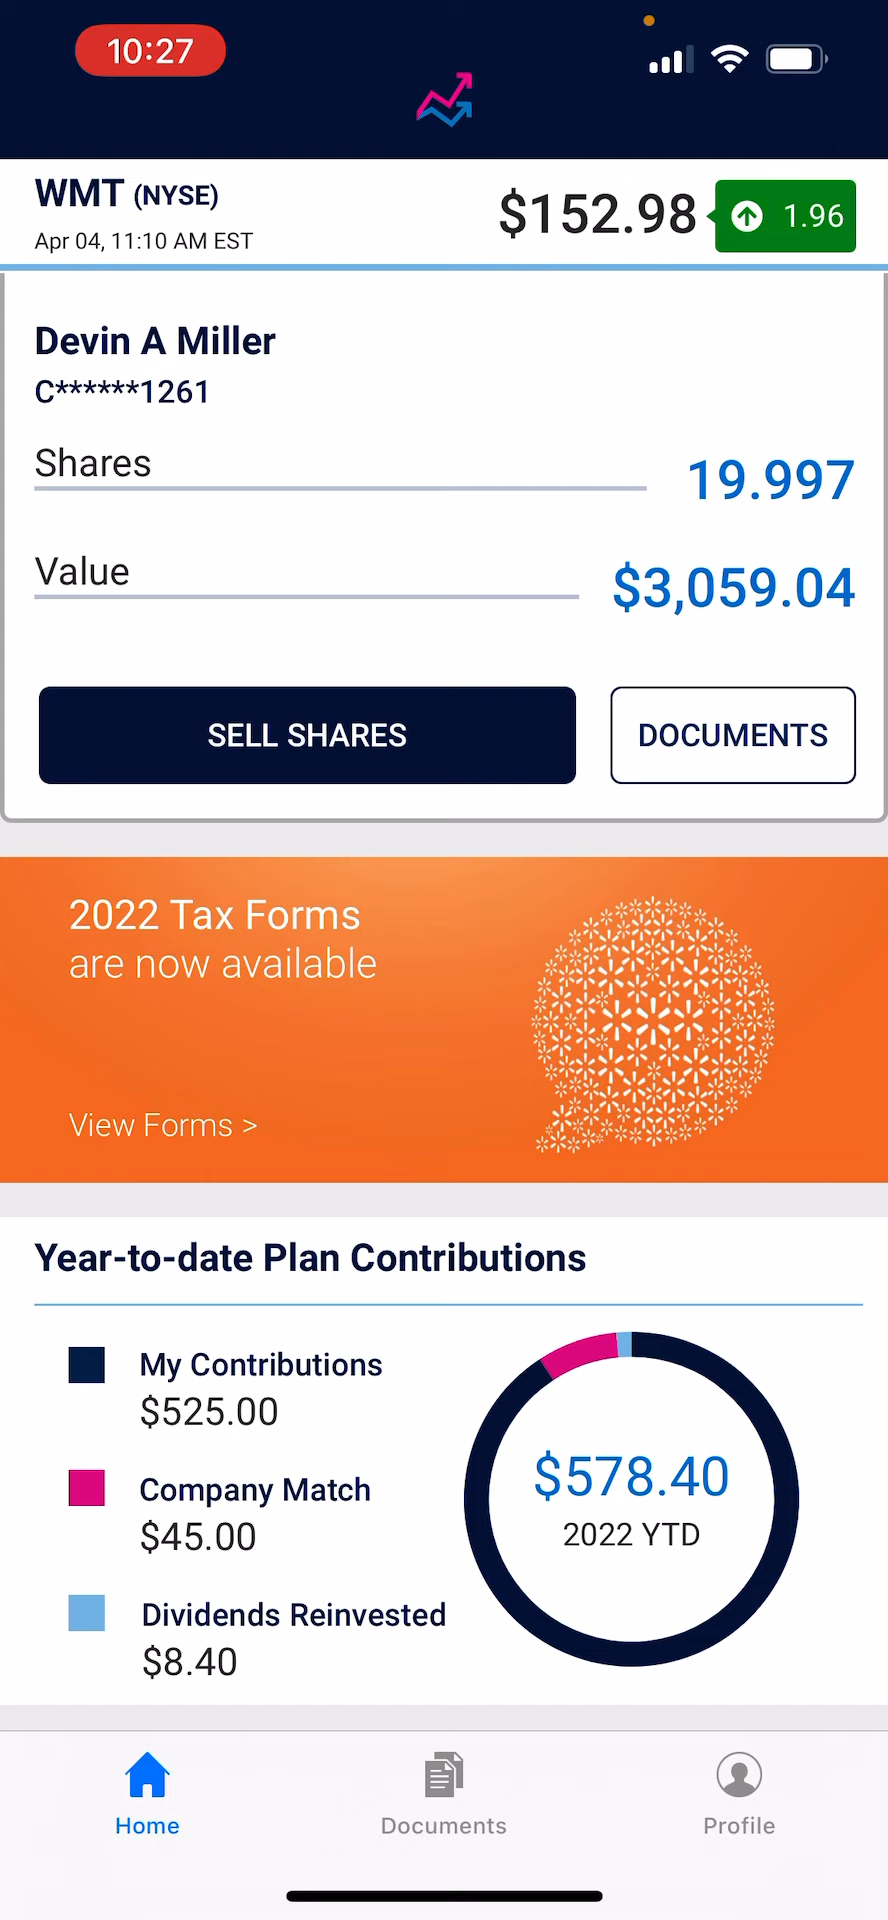 10:27
WMT (NYSE)
$152.98
1.96
Apr 04, 11:10 AM EST
Devin A Miller
C******1261
Shares
19.997
Value
$3,059.04
SELL SHARES
DOCUMENTS
2022 Tax Forms
are now available
View Forms >
Year-to-date Plan Contributions
My Contributions
$525.00
Company Match
$45.00
Dividends Reinvested
$8.40
$578.40
2022 YTD
Home
Documents
Profile